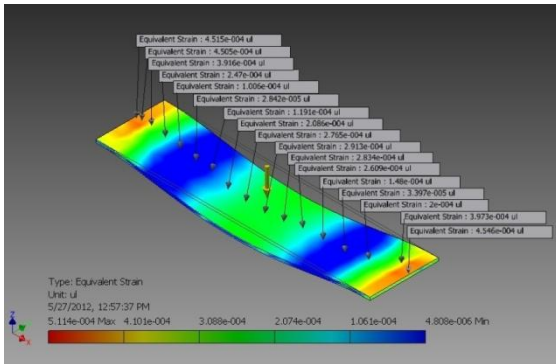 Equivalent Strain : 4.515e-004 ul
Equivalent Strain : 4.505e-004 ul
Equivalent Strain : 3.916e-004 ul
Equivalent Strain : 2.47e-004 ul
Equivalent Strain : 1.006e-004 ul
Equivalent Strain : 2.842e-005 ul
Equivalent Strain : 1.191e-004 ul
Equivalent Strain : 2.086e-004 ul
Equivalent Strain : 2.765e-004 ul
Equivalent Strain : 2.913e-004 ul
Equivalent Strain : 2.834e-004 ul
Equivalent Strain : 2.609e-004 ul
Equivalent Strain : 1.48e-004 ul
Equivalent Strain : 3.397e-005 ul
Equivalent Strain : 2e-004 ul
Equivalent Strain : 3.973e-004 ul
Equivalent Strain : 4.546e-004 ul
Type: Equivalent Strain
Unit: ul
5/27/2012, 12:57:37 PM
5.114e-004 Max 4.101e-004 3.088e-004 2.074e-004 1.061e-004 4.808e-006 Min
Z
X